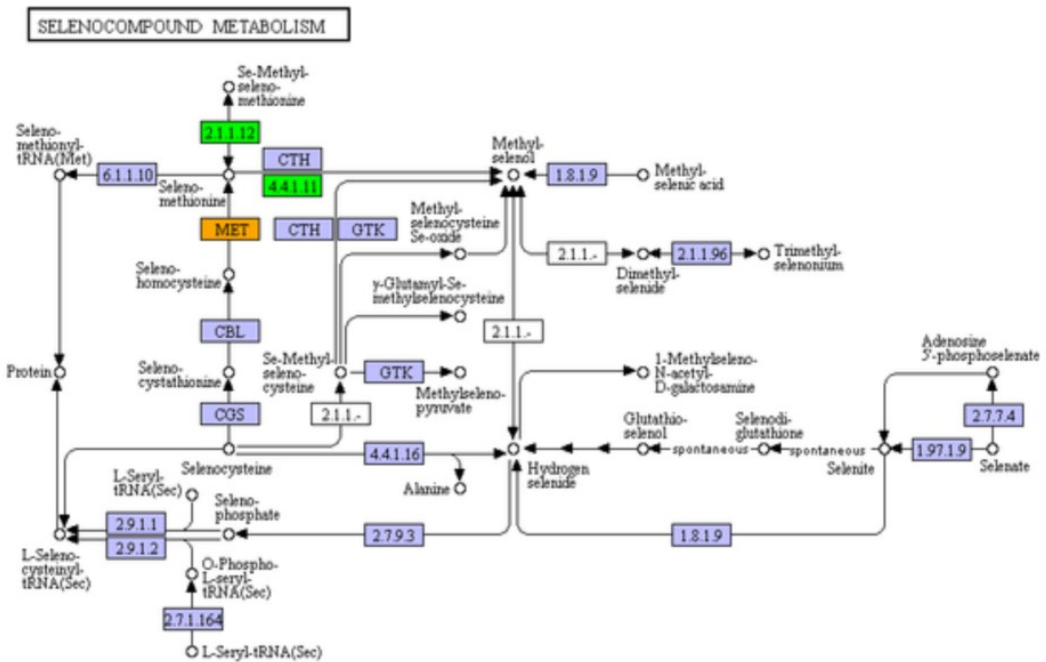 SELENOCOMPOUND METABOLISM
Se-Methyl-
seleno-
methionine
Seleno-
methionyl-
tRNA(Met)
2.1.1.12
6.1.1.10
Seleno-
methionine
CTH
4.4.1.11
Methyl-
selenol
1.8.1.9
Methyl-
selenic acid
MET
CTH
GTK
Methyl-
selenocysteine
Se-oxide
2.1.1.-
Dimethyl-
selenide
2.1.1.96
Trimethyl-
selenonium
Seleno-
homocysteine
γ-Glutamyl-Se-
methylselenocysteine
CBL
2.1.1.-
Adenosine
5'-phosphoselenate
Protein
Seleno-
cystathionine
Se-Methyl-
seleno-
cysteine
GTK
Methylseleno-
pyruvate
1-Methylseleno-
N-acetyl-
D-galactosamine
CGS
2.1.1.-
2.7.7.4
Glutathio-
selenol
Selenodi-
glutathione
Selenocysteine
4.4.1.16
Alanine
Hydrogen
selenide
spontaneous
spontaneous
Selenite
1.97.1.9
Selenate
L-Seryl-
tRNA(Sec)
Seleno-
phosphate
2.9.1.1
2.9.1.2
2.7.9.3
1.8.1.9
L-Seleno-
cysteinyl-
tRNA(Sec)
O-Phospho-
L-seryl-
tRNA(Sec)
2.7.1.164
L-Seryl-tRNA(Sec)